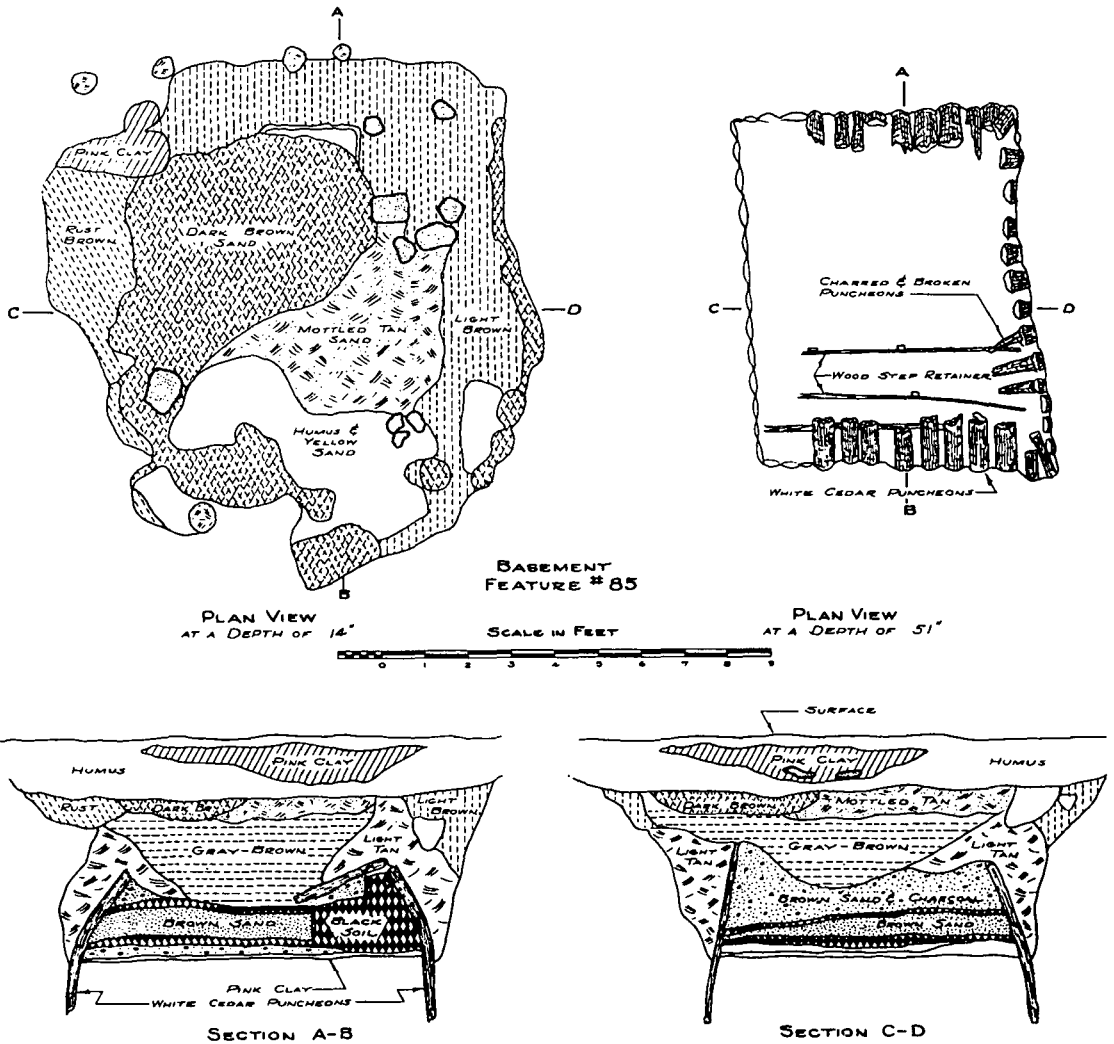 A
PINK CLAY
RUST
BROWN
DARK BROWN
SAND
MOTTLED TAN
SAND
LIGHT
BROWN
HUMUS &
YELLOW
SAND
C
D
B
A
CHARRED & BROKEN
PUNCHEONS
C
D
WOOD STEP RETAINER
WHITE CEDAR PUNCHEONS
B
BASEMENT
FEATURE #85
PLAN VIEW
AT A DEPTH OF 14"
SCALE IN FEET
0 1 2 3 4 5 6 7 8 9
PLAN VIEW
AT A DEPTH OF 51"
SURFACE
HUMUS
PINK CLAY
RUST
DARK BR.
LIGHT
BROWN
GRAY-BROWN
LIGHT
TAN
BROWN SAND
BLACK
SOIL
PINK CLAY
WHITE CEDAR PUNCHEONS
SECTION A-B
PINK CLAY
HUMUS
DARK BROWN
MOTTLED TAN
GRAY-BROWN
LIGHT
TAN
LIGHT
TAN
BROWN SAND & CHARCOAL
BROWN
SECTION C-D